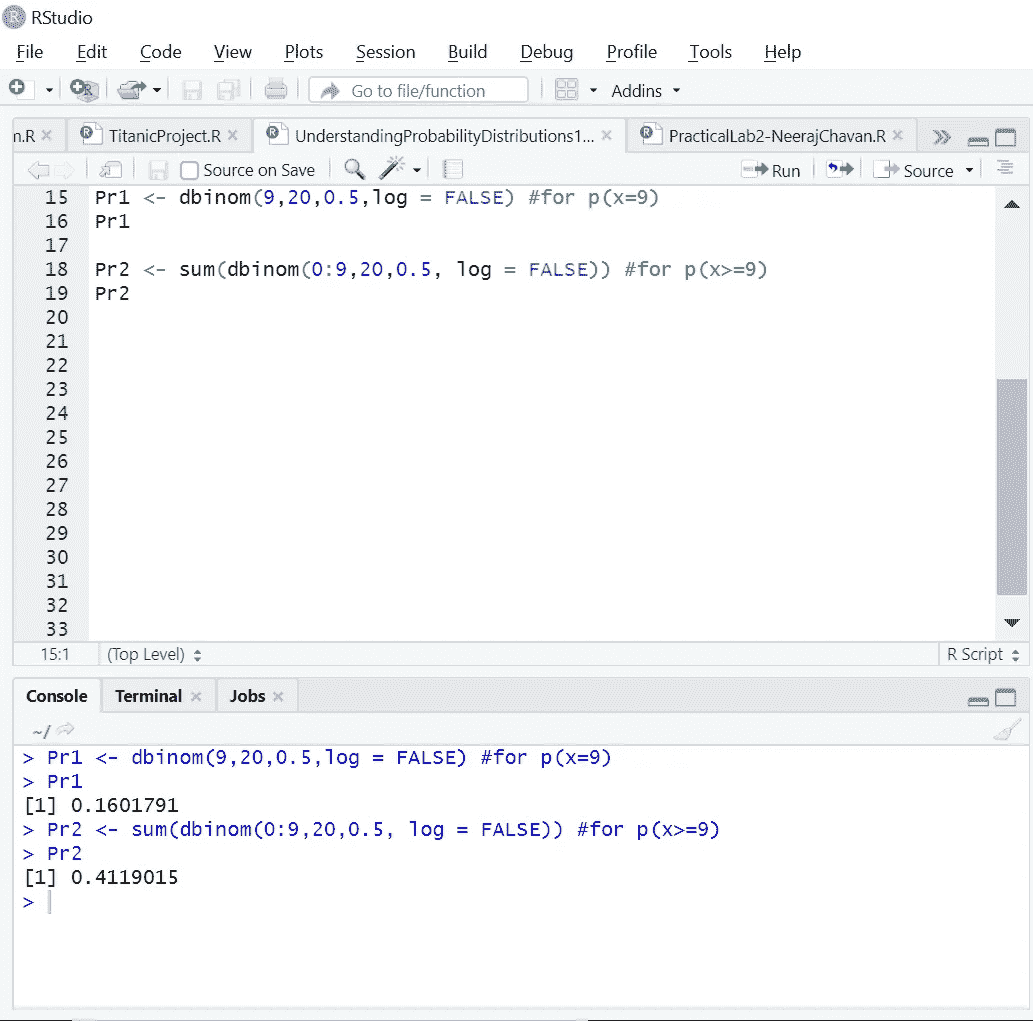 RStudio
File Edit Code View Plots Session Build Debug Profile Tools Help
Go to file/function Addins
n.R TitanicProject.R UnderstandingProbabilityDistributions1... PracticalLab2-NeerajChavan.R
Source on Save Run Source
15 Pr1 <- dbinom(9,20,0.5,log = FALSE) #for p(x=9)
16 Pr1
17
18 Pr2 <- sum(dbinom(0:9,20,0.5, log = FALSE)) #for p(x>=9)
19 Pr2
20
21
22
23
24
25
26
27
28
29
30
31
32
33
15:1 (Top Level) R Script
Console Terminal Jobs
~/
> Pr1 <- dbinom(9,20,0.5,log = FALSE) #for p(x=9)
> Pr1
[1] 0.1601791
> Pr2 <- sum(dbinom(0:9,20,0.5, log = FALSE)) #for p(x>=9)
> Pr2
[1] 0.4119015
>